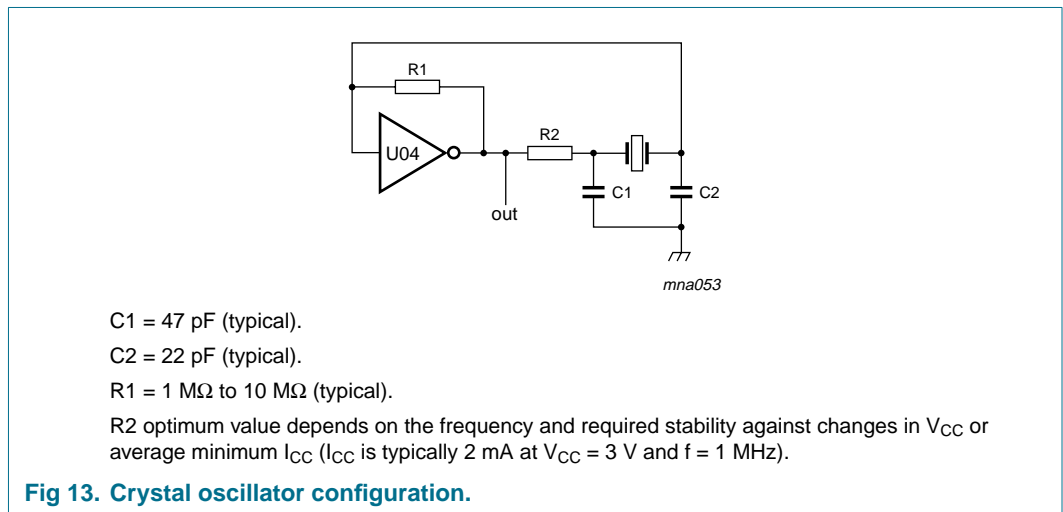 R1
U04
R2
C1
C2
out
mna053
C1 = 47 pF (typical).
C2 = 22 pF (typical).
R1 = 1 MΩ to 10 MΩ (typical).
R2 optimum value depends on the frequency and required stability against changes in VCC or
average minimum ICC (ICC is typically 2 mA at VCC = 3 V and f = 1 MHz).
Fig 13. Crystal oscillator configuration.